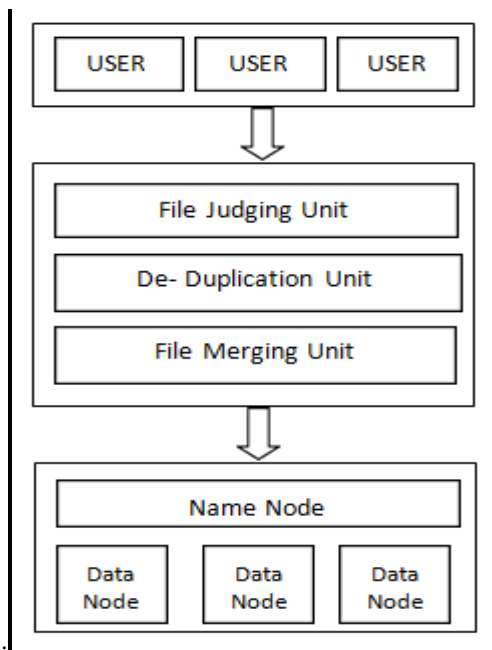 USER USER USER
File Judging Unit
De- Duplication Unit
File Merging Unit
Name Node
Data Data Data
Node Node Node
.